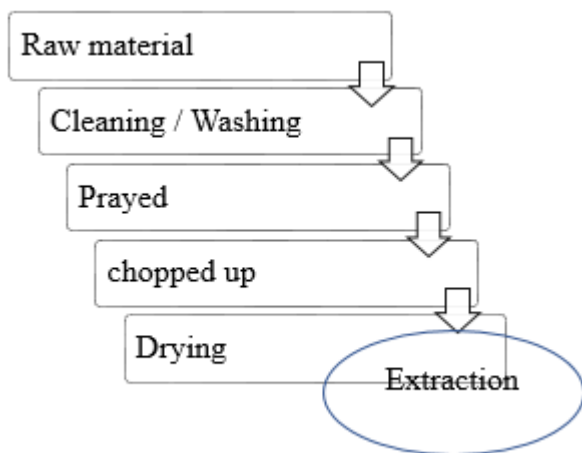 Raw material
Cleaning / Washing
Prayed
chopped up
Drying
Extraction